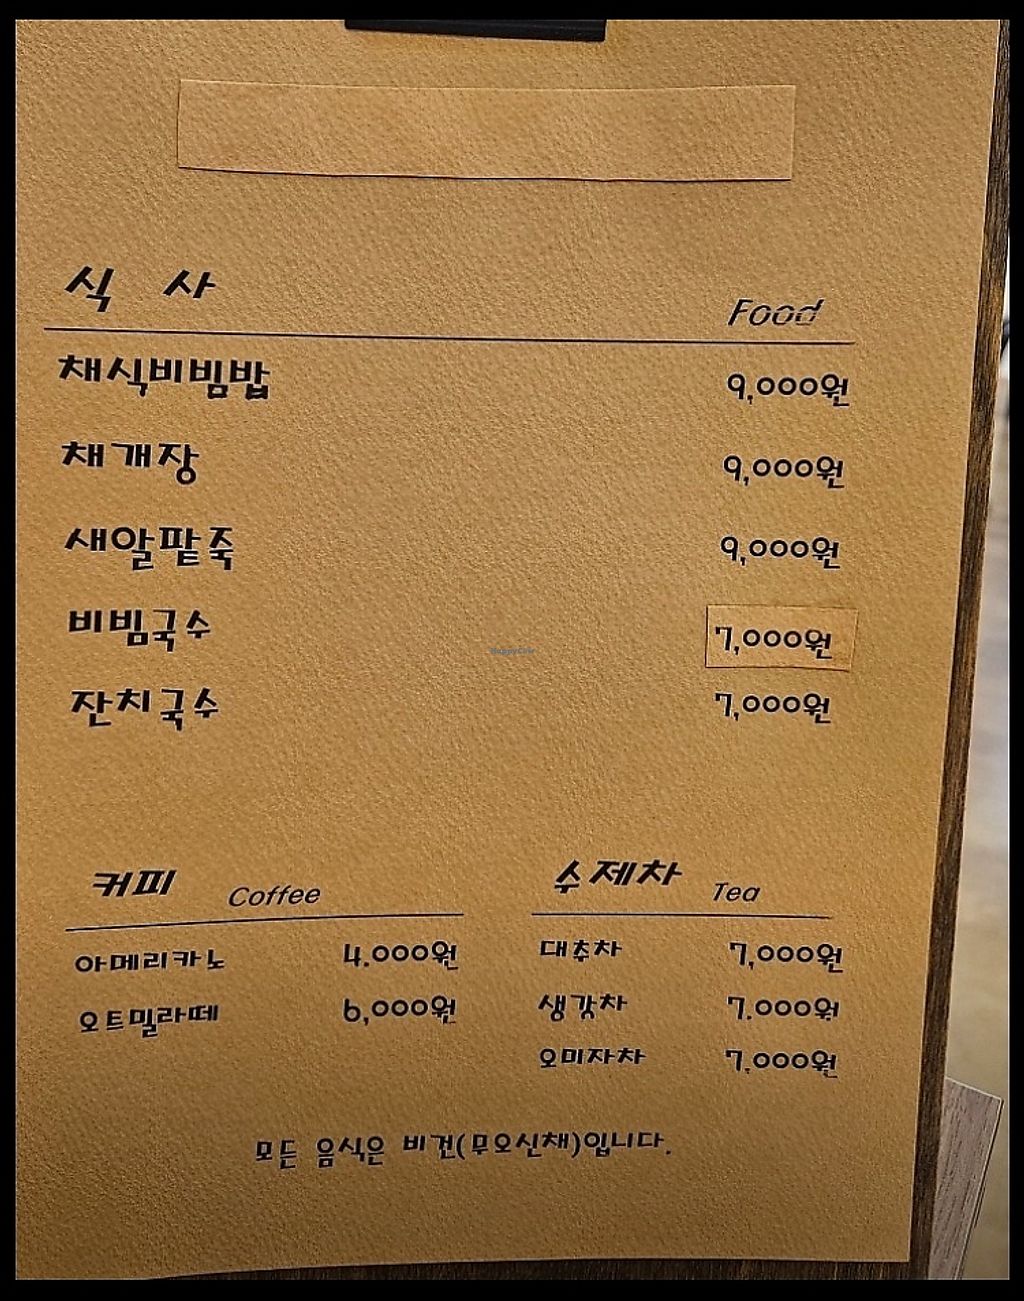 식 사 Food
채식비빔밥 9,000원
채개장 9,000원
새알팥죽 9,000원
비빔국수 7,000원
잔치국수 7,000원
HappyCow
커피 Coffee
아메리카노 4.000원
오트밀라떼 6,000원
수제차 Tea
대추차 7,000원
생강차 7.000원
오미자차 7.000원
모든 음식은 비건(무오신채)입니다.